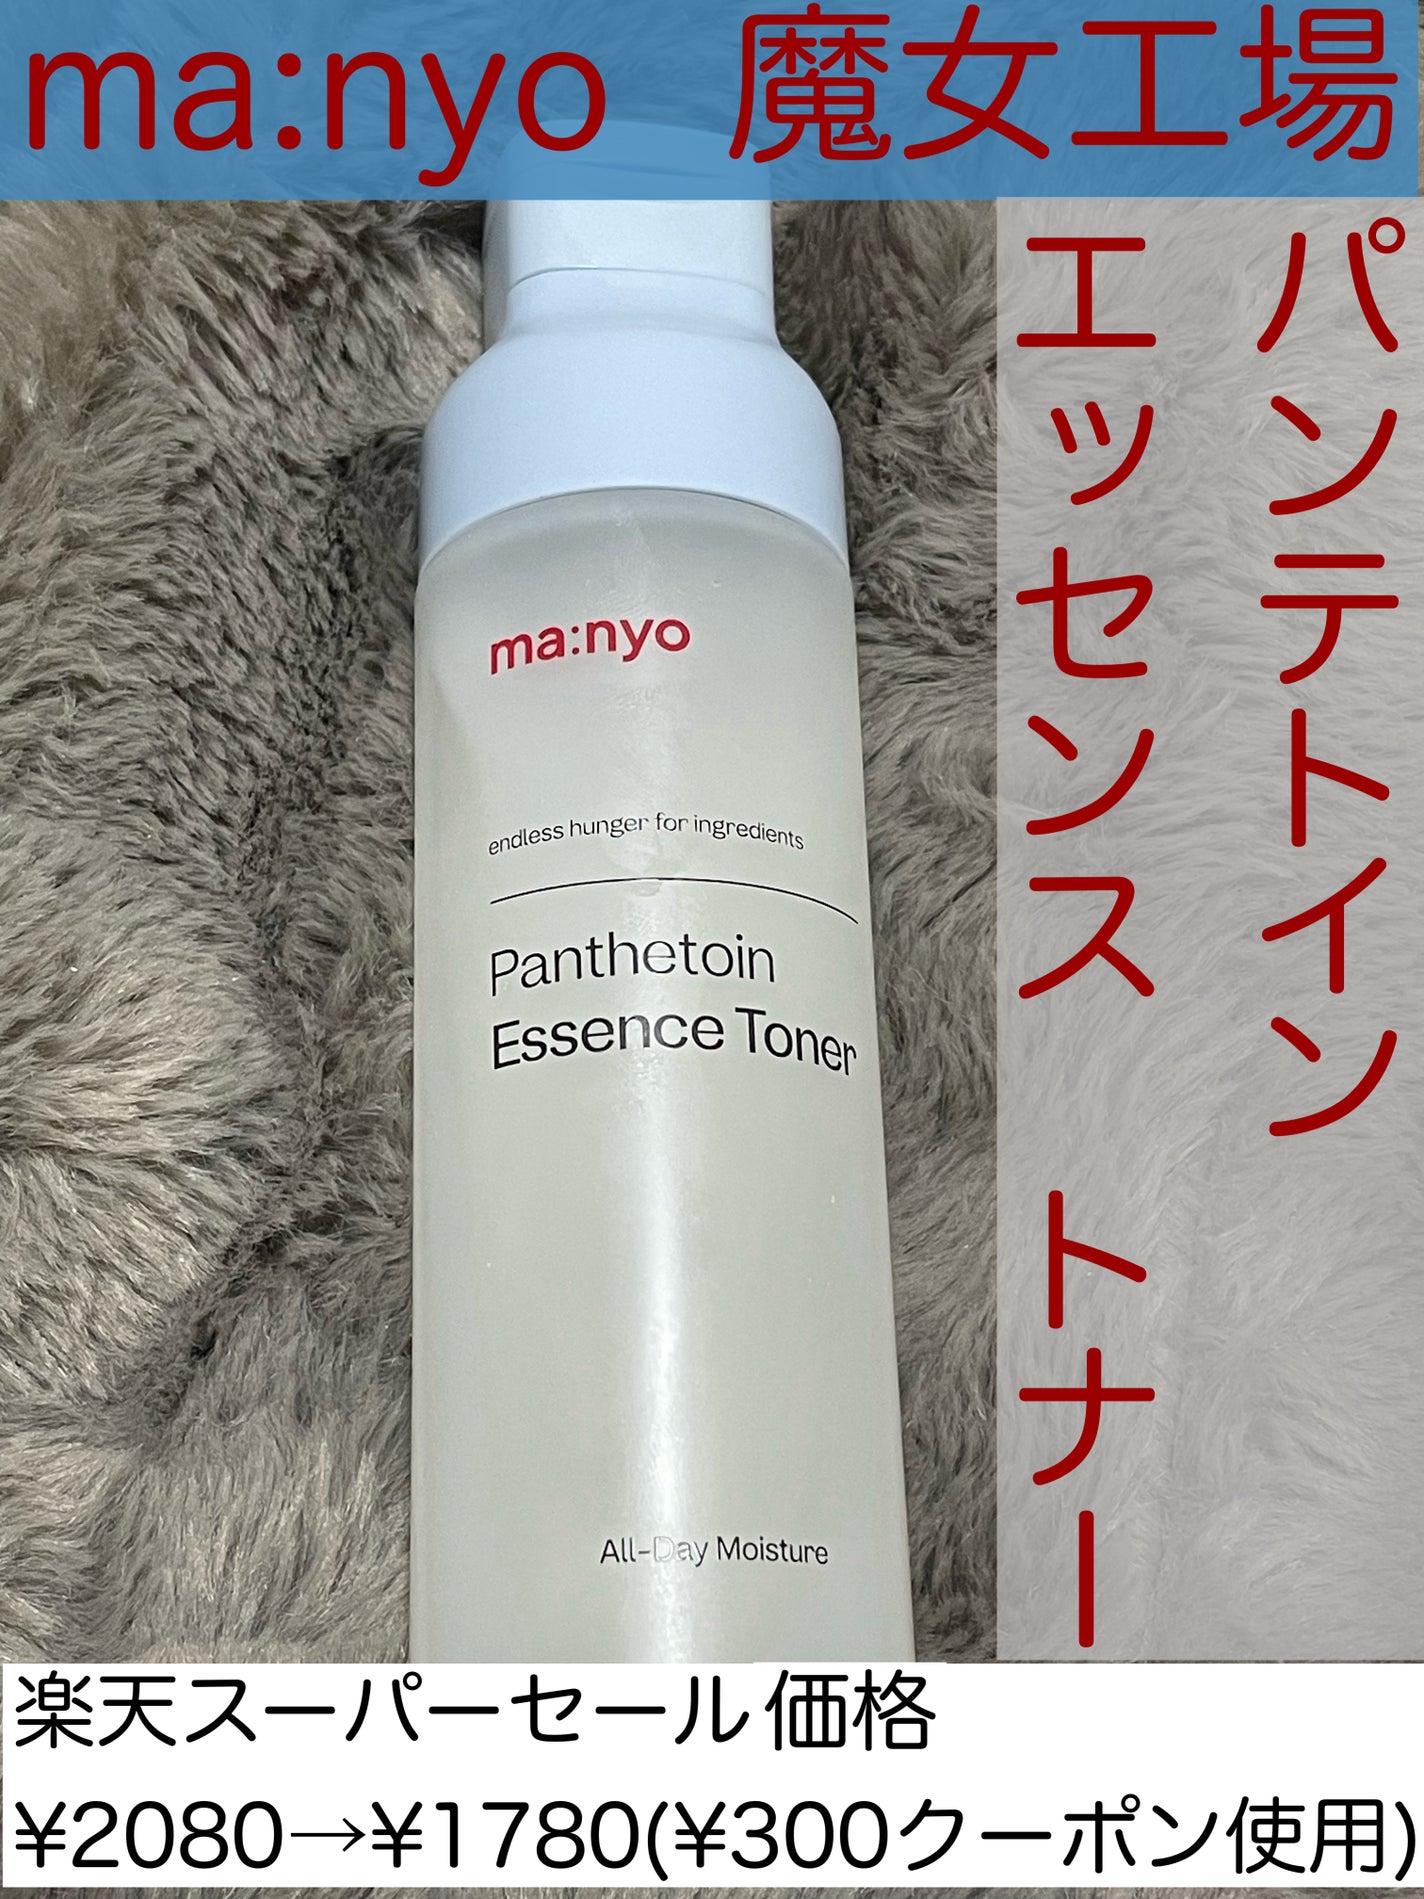 ma:nyo 魔女工場
パンテトイン
エッセンス トナー
ma:nyo
endless hunger for ingredients
Panthetoin
Essence Toner
All-Day Moisture
楽天スーパーセール価格
¥2080→¥1780(¥300クーポン使用)